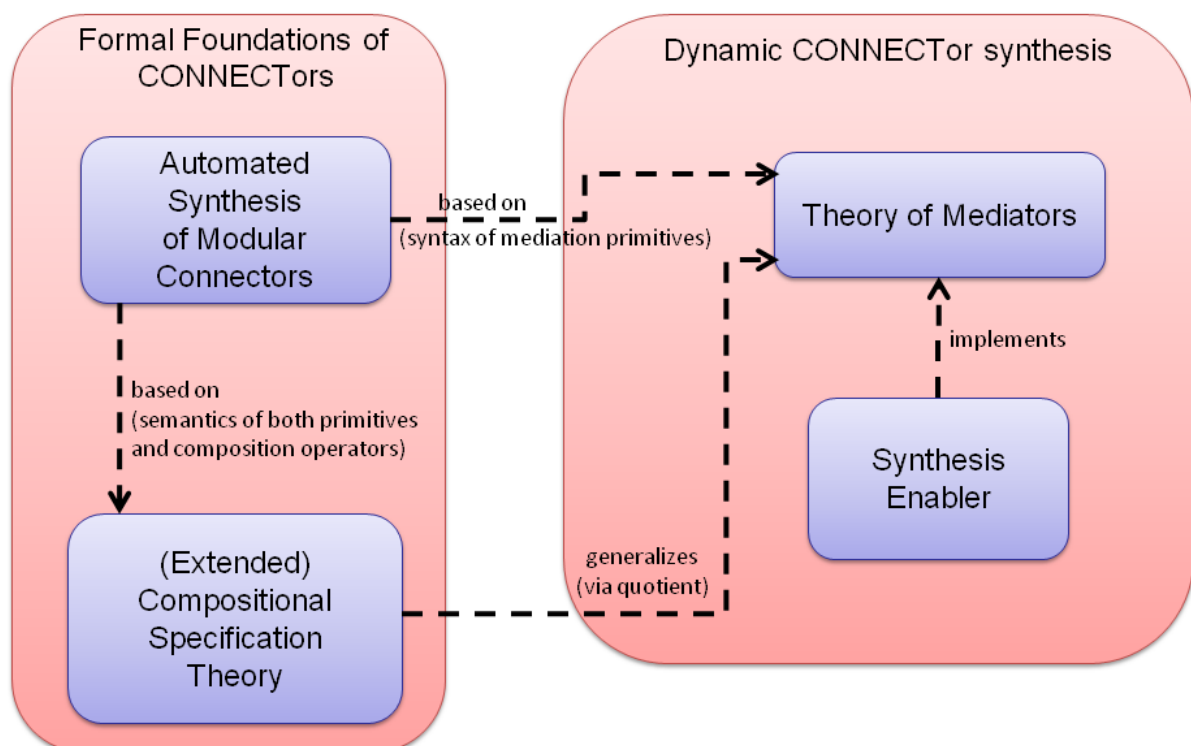 Formal Foundations of
CONNECTors
Automated
Synthesis
of Modular
Connectors
based on
(semantics of both primitives
and composition operators)
(Extended)
Compositional
Specification
Theory
based on
(syntax of mediation primitives)
generalizes
(via quotient)
Dynamic CONNECTor synthesis
Theory of Mediators
implements
Synthesis
Enabler